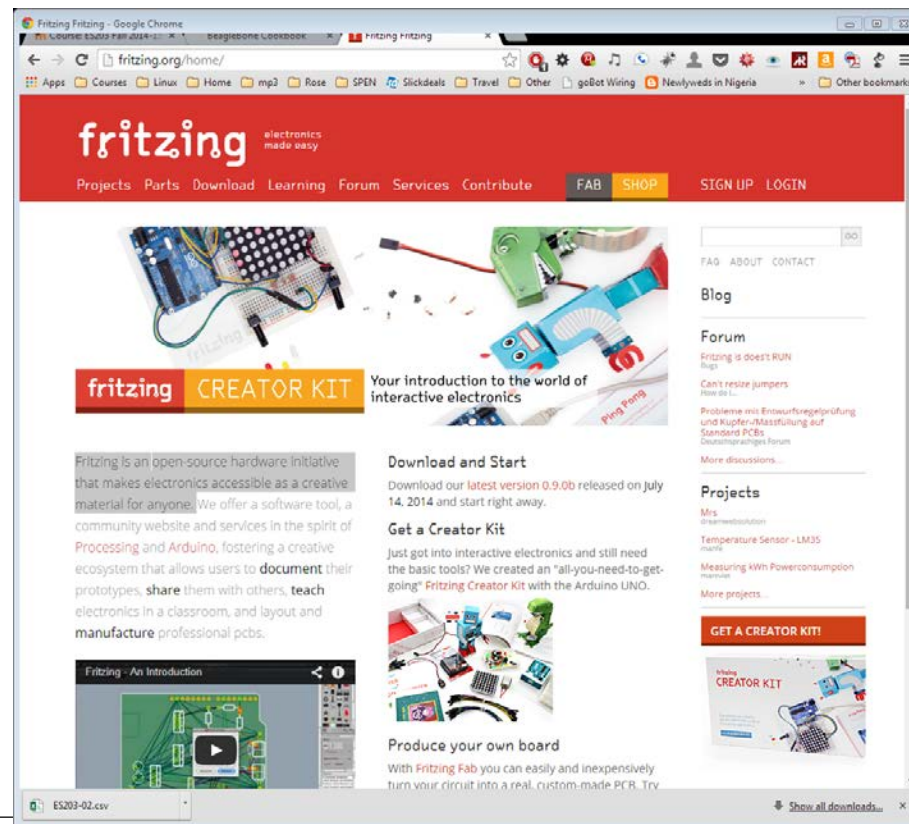 Fritzing Fritzing - Google Chrome
Course: ES203 Fall 2014-1
Beaglebone Cookbook
Fritzing Fritzing
fritzing.org/home/
Apps Courses Linux Home mp3 Rose SPEN Slickdeals Travel Other goBot Wiring Newlyweds in Nigeria » Other bookmarks
fritzing
electronics
made easy
Projects Parts Download Learning Forum Services Contribute FAB SHOP SIGN UP LOGIN
GO
FAQ ABOUT CONTACT
fritzing CREATOR KIT
Your introduction to the world of
interactive electronics
Ping Pong
Fritzing is an open-source hardware initiative
that makes electronics accessible as a creative
material for anyone. We offer a software tool, a
community website and services in the spirit of
Processing and Arduino, fostering a creative
ecosystem that allows users to document their
prototypes, share them with others, teach
electronics in a classroom, and layout and
manufacture professional pcbs.
Fritzing - An Introduction
Download and Start
Download our latest version 0.9.0b released on July
14, 2014 and start right away.
Get a Creator Kit
Just got into interactive electronics and still need
the basic tools? We created an "all-you-need-to-get-
going" Fritzing Creator Kit with the Arduino UNO.
Produce your own board
With Fritzing Fab you can easily and inexpensively
turn your circuit into a real, custom-made PCB. Try
Blog
Forum
Fritzing is does't RUN
Bugs
Can't resize jumpers
How do I...
Probleme mit Entwurfsregelprüfung
und Kupfer-/Massfüllung auf
Standard PCBs
Deutschsprachiges Forum
More discussions...
Projects
Mrs
dreamwebsolution
Temperature Sensor - LM35
Measuring kWh Powerconsumption
More projects...
GET A CREATOR KIT!
fritzing
CREATOR KIT
ES203-02.csv
Show all downloads...